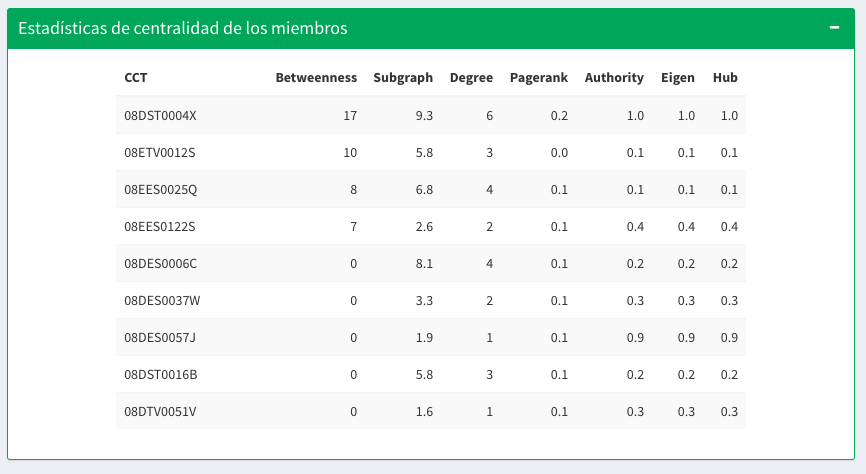 Estadísticas de centralidad de los miembros
CCT Betweenness Subgraph Degree Pagerank Authority Eigen Hub
08DST0004X 17 9.3 6 0.2 1.0 1.0 1.0
08ETV0012S 10 5.8 3 0.0 0.1 0.1 0.1
08EES0025Q 8 6.8 4 0.1 0.1 0.1 0.1
08EES0122S 7 2.6 2 0.1 0.4 0.4 0.4
08DES0006C 0 8.1 4 0.1 0.2 0.2 0.2
08DES0037W 0 3.3 2 0.1 0.3 0.3 0.3
08DES0057J 0 1.9 1 0.1 0.9 0.9 0.9
08DST0016B 0 5.8 3 0.1 0.2 0.2 0.2
08DTV0051V 0 1.6 1 0.1 0.3 0.3 0.3